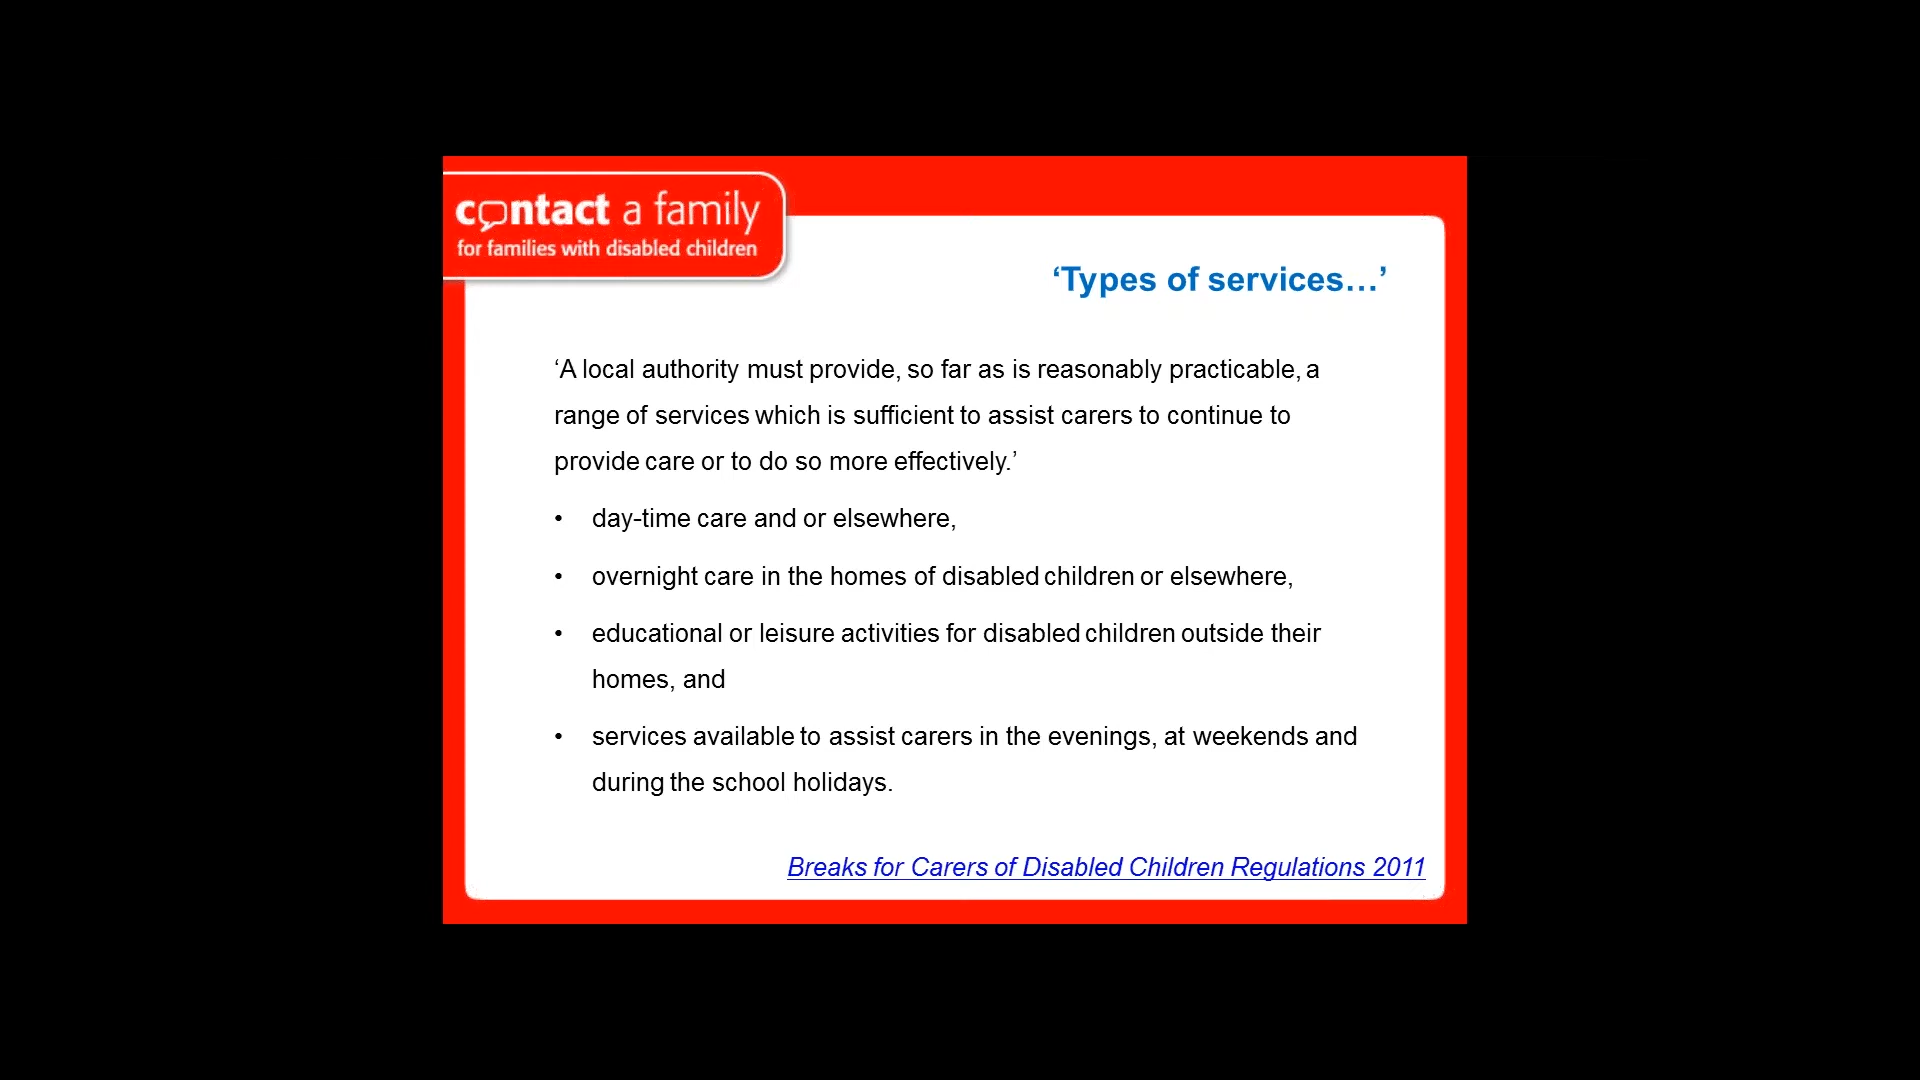 contact a family
for families with disabled children
‘Types of services…’
‘A local authority must provide, so far as is reasonably practicable, a
range of services which is sufficient to assist carers to continue to
provide care or to do so more effectively.’
• day-time care and or elsewhere,
• overnight care in the homes of disabled children or elsewhere,
• educational or leisure activities for disabled children outside their
homes, and
• services available to assist carers in the evenings, at weekends and
during the school holidays.
Breaks for Carers of Disabled Children Regulations 2011